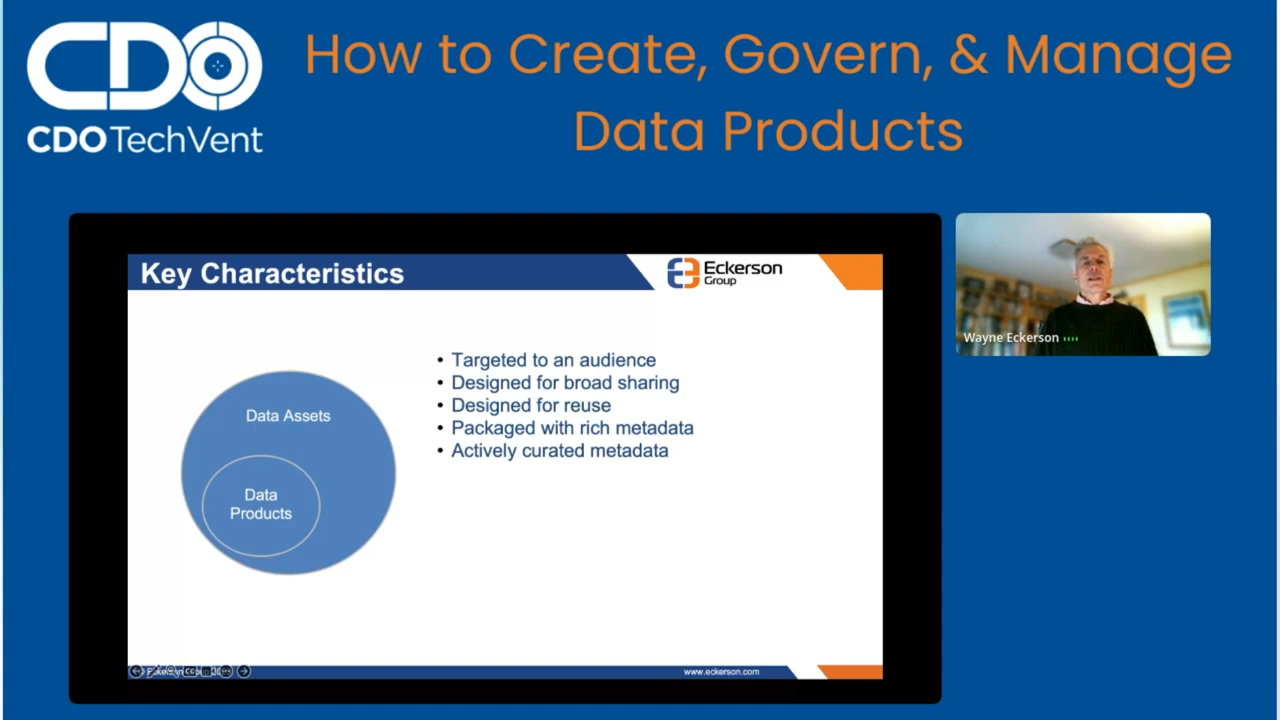 CDO
CDO TechVent
How to Create, Govern, & Manage
Data Products
Key Characteristics
Eckerson
Group
Data Assets
Data
Products
• Targeted to an audience
• Designed for broad sharing
• Designed for reuse
• Packaged with rich metadata
• Actively curated metadata
www.eckerson.com
Wayne Eckerson